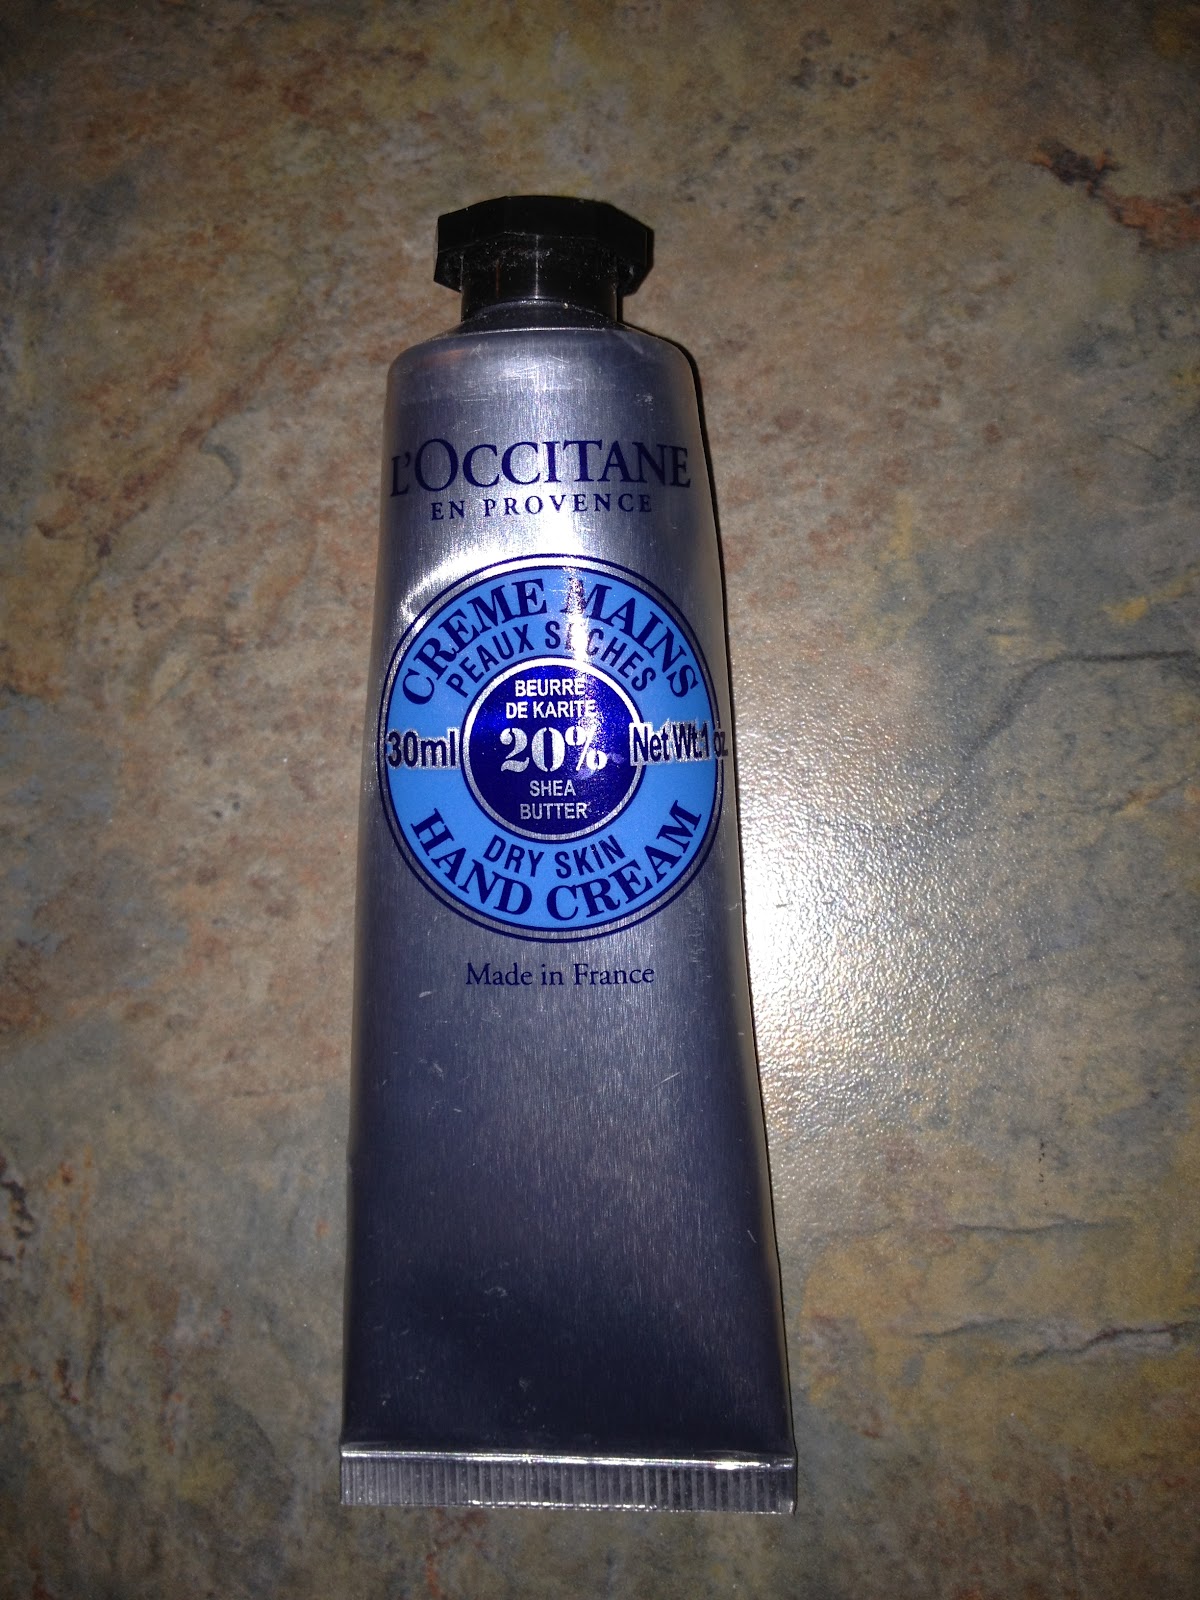 L'OCCITANE
EN PROVENCE
CREME MAINS
PEAUX SECHES
BEURRE
DE KARITE
30ml
20%
Net Wt.1 oz
SHEA
BUTTER
DRY SKIN
HAND CREAM
Made in France